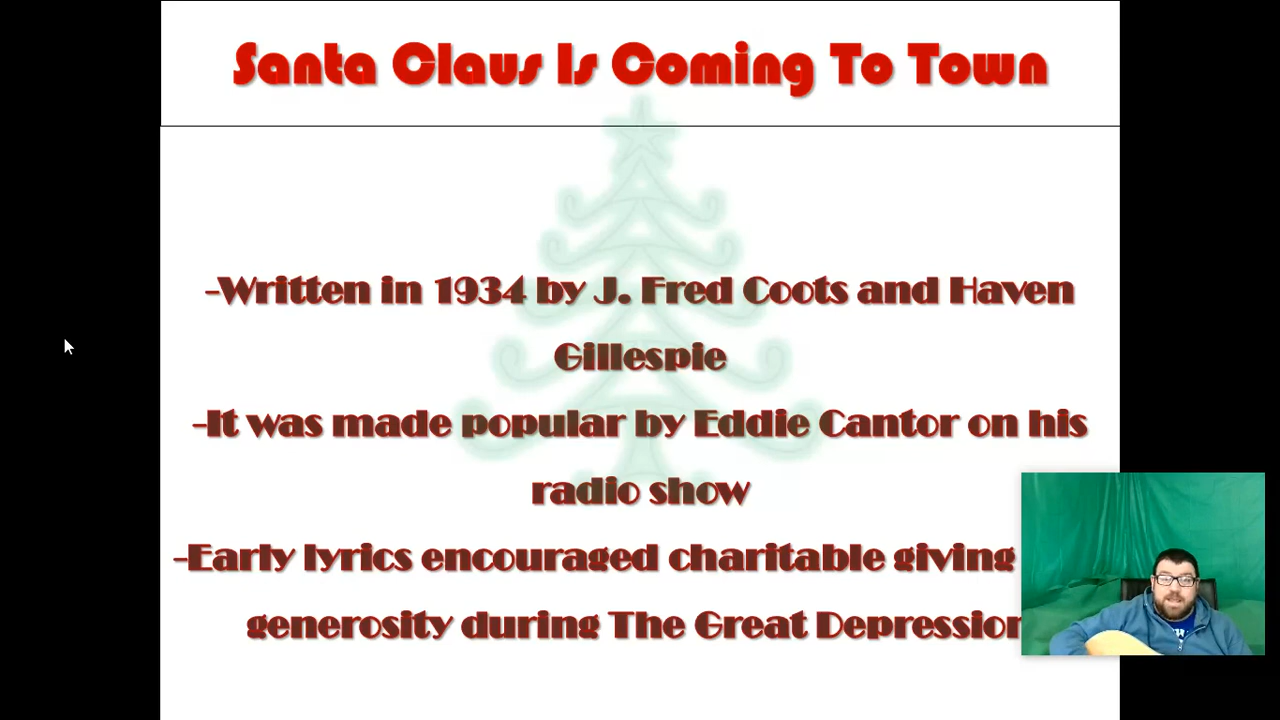 Santa Claus Is Coming To Town
-Written in 1934 by J. Fred Coots and Haven
Gillespie
-It was made popular by Eddie Cantor on his
radio show
-Early lyrics encouraged charitable giving
generosity during The Great Depression